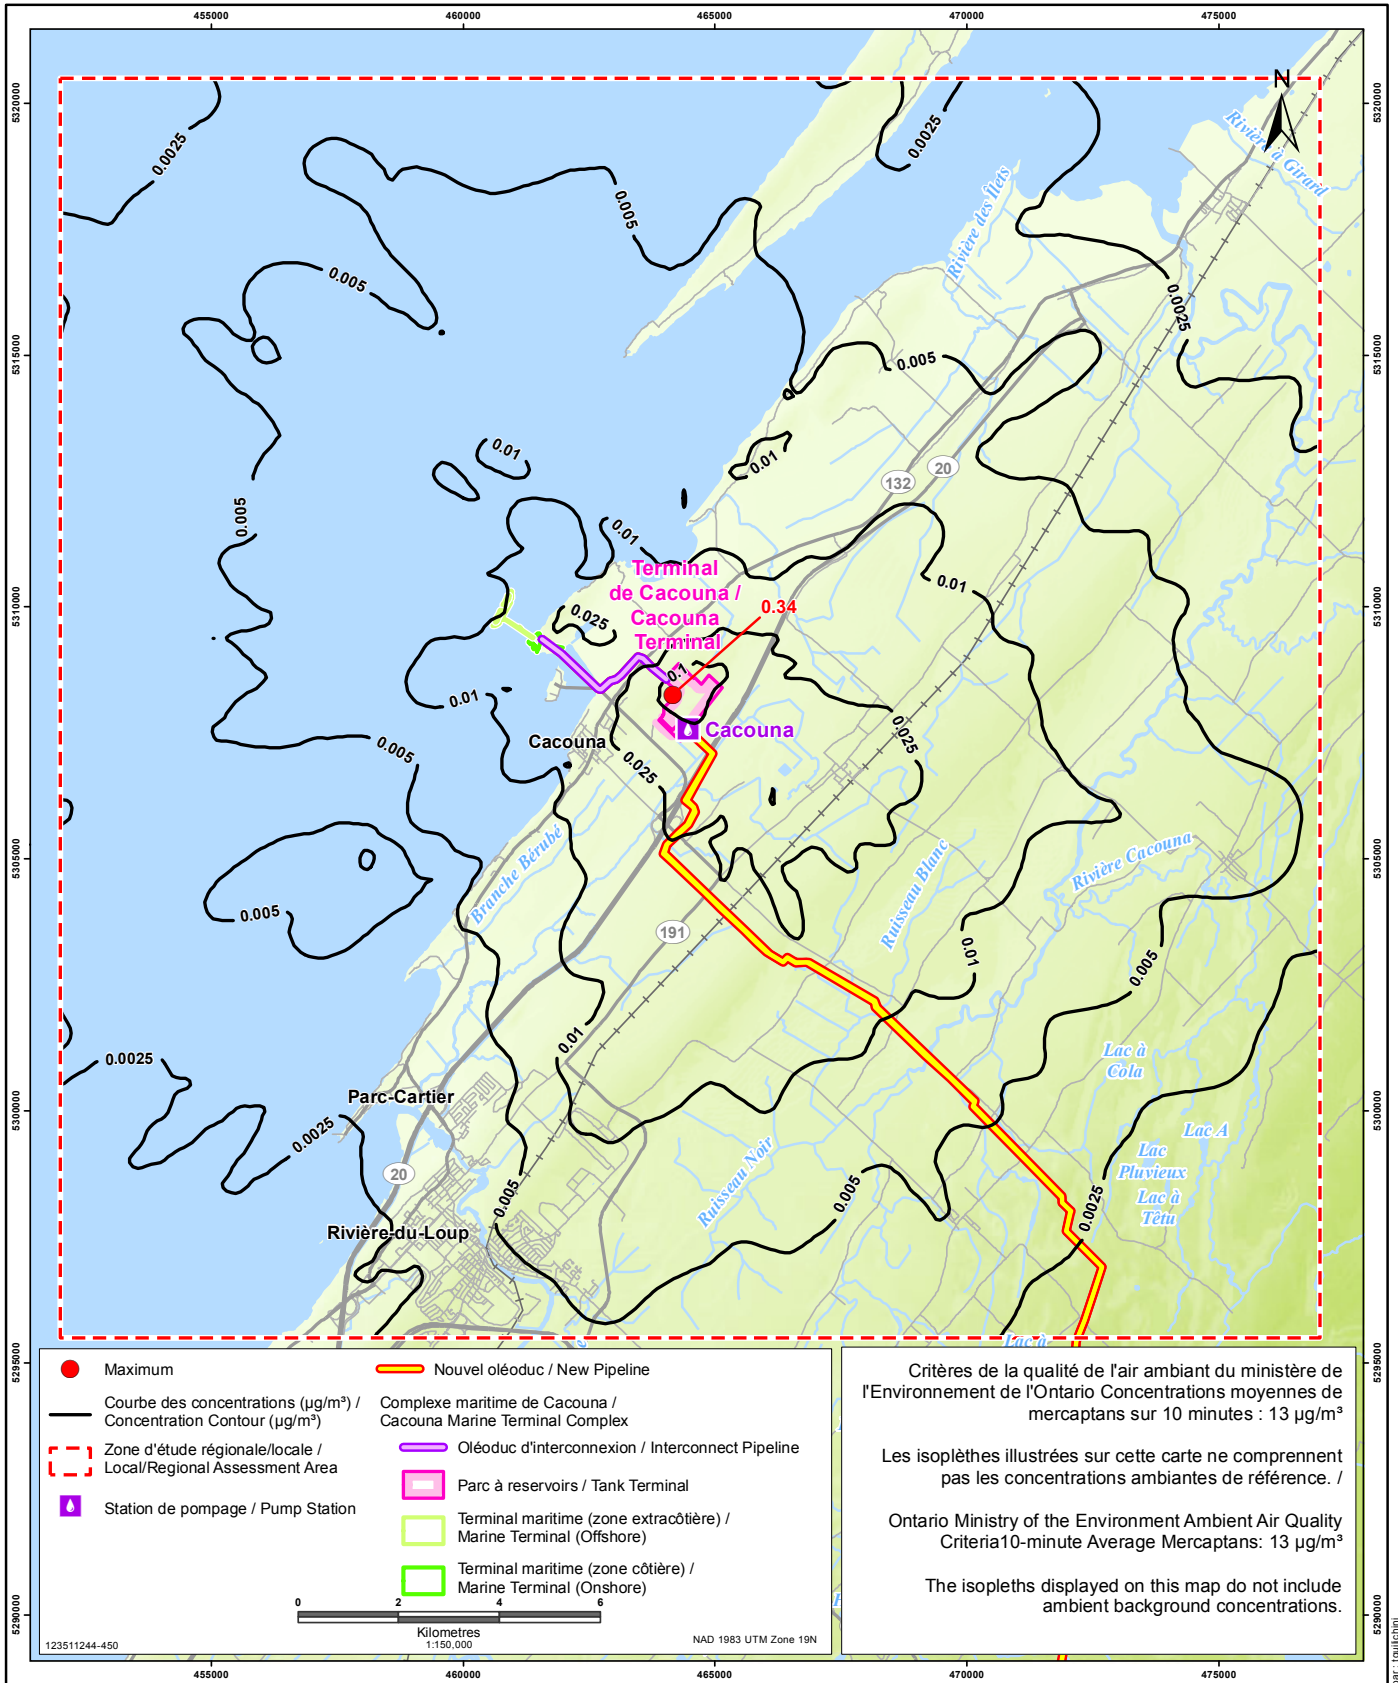 455000
460000
465000
470000
475000
5320000
5320000
N
0.0025
0.0025
Rivière à Girard
0.005
Rivière des Îlets
0.005
0.0025
5315000
5315000
0.005
0.01
0.01
132
20
0.005
0.01
Terminal
de Cacouna /
Cacouna
Terminal
0.01
0.34
5310000
5310000
0.025
0.1
0.01
0.025
Cacouna
Cacouna
0.005
0.025
Branche Bérubé
Ruisseau Blanc
Rivière Cacouna
5305000
5305000
0.005
191
0.01
0.005
0.01
0.0025
Lac à
Cola
Parc-Cartier
5300000
5300000
0.0025
Lac A
Lac
Pluvieux
Lac à
Têtu
20
Ruisseau Noir
0.005
0.005
0.0025
Rivière-du-Loup
Lac à
5295000
5295000
Maximum
Courbe des concentrations (µg/m³) /
Concentration Contour (µg/m³)
Zone d'étude régionale/locale /
Local/Regional Assessment Area
Station de pompage / Pump Station
Nouvel oléoduc / New Pipeline
Complexe maritime de Cacouna /
Cacouna Marine Terminal Complex
Oléoduc d'interconnexion / Interconnect Pipeline
Parc à reservoirs / Tank Terminal
Terminal maritime (zone extracôtière) /
Marine Terminal (Offshore)
Terminal maritime (zone côtière) /
Marine Terminal (Onshore)
0 2 4 6
Kilometres
1:150,000
123511244-450
NAD 1983 UTM Zone 19N
Critères de la qualité de l'air ambiant du ministère de
l'Environnement de l'Ontario Concentrations moyennes de
mercaptans sur 10 minutes : 13 µg/m³
Les isoplèthes illustrées sur cette carte ne comprennent
pas les concentrations ambiantes de référence. /
Ontario Ministry of the Environment Ambient Air Quality
Criteria10-minute Average Mercaptans: 13 µg/m³
The isopleths displayed on this map do not include
ambient background concentrations.
5290000
5290000
455000
460000
465000
470000
475000